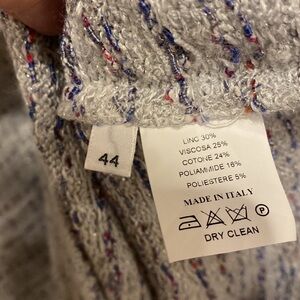 44
LINO 30%
VISCOSA 25%
COTONE 24%
POLIAMMIDE 16%
POLIESTERE 5%
MADE IN ITALY
P
DRY CLEAN